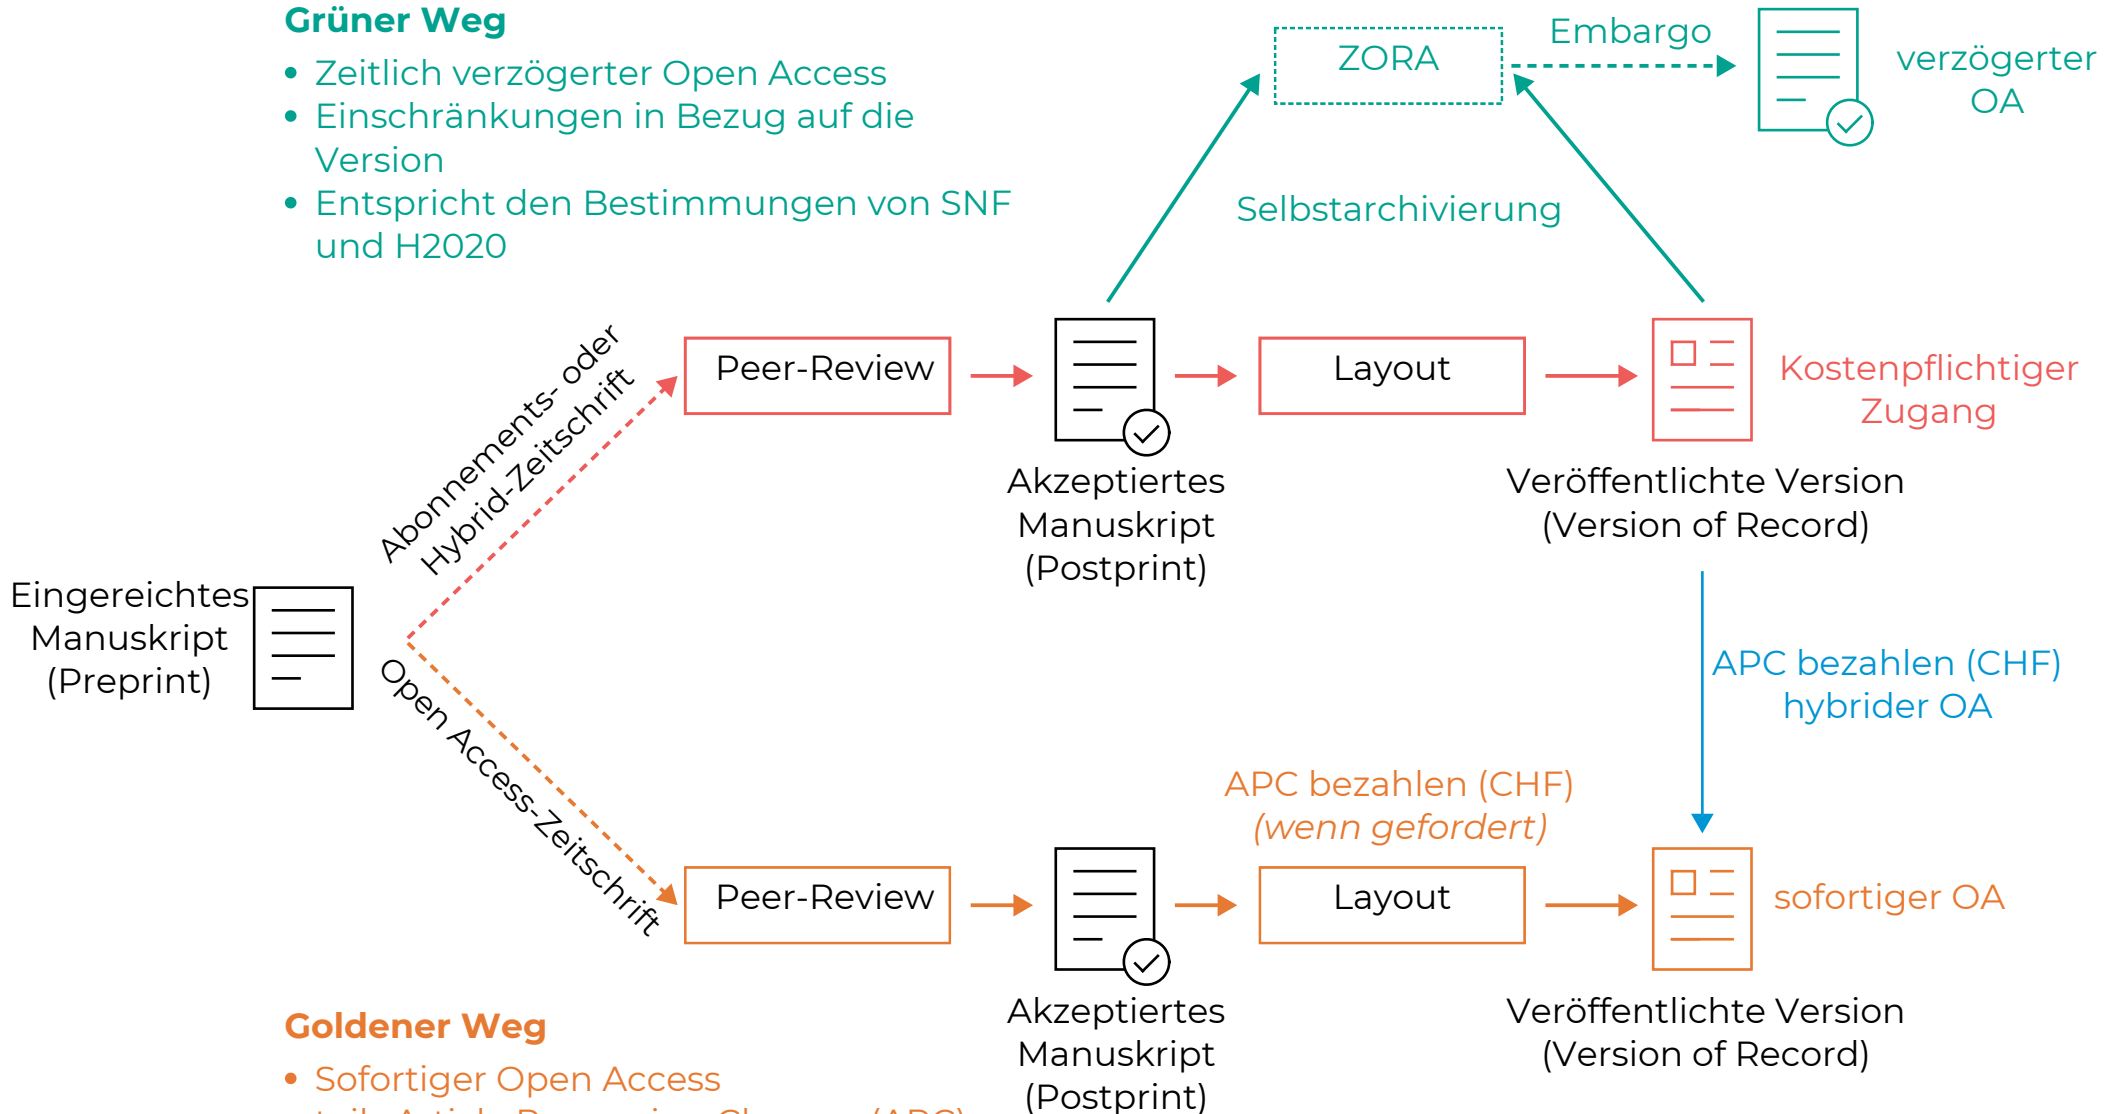 Grüner Weg
• Zeitlich verzögerter Open Access
• Einschränkungen in Bezug auf die
Version
• Entspricht den Bestimmungen von SNF
und H2020
ZORA
Embargo
verzögerter
OA
Selbstarchivierung
Abonnements- oder
Hybrid-Zeitschrift
Peer-Review
Layout
Kostenpflichtiger
Zugang
Akzeptiertes
Manuskript
(Postprint)
Veröffentlichte Version
(Version of Record)
Eingereichtes
Manuskript
(Preprint)
APC bezahlen (CHF)
hybrider OA
Open Access-Zeitschrift
APC bezahlen (CHF)
(wenn gefordert)
Peer-Review
Layout
sofortiger OA
Akzeptiertes
Manuskript
(Postprint)
Veröffentlichte Version
(Version of Record)
Goldener Weg
• Sofortiger Open Access
(APC)